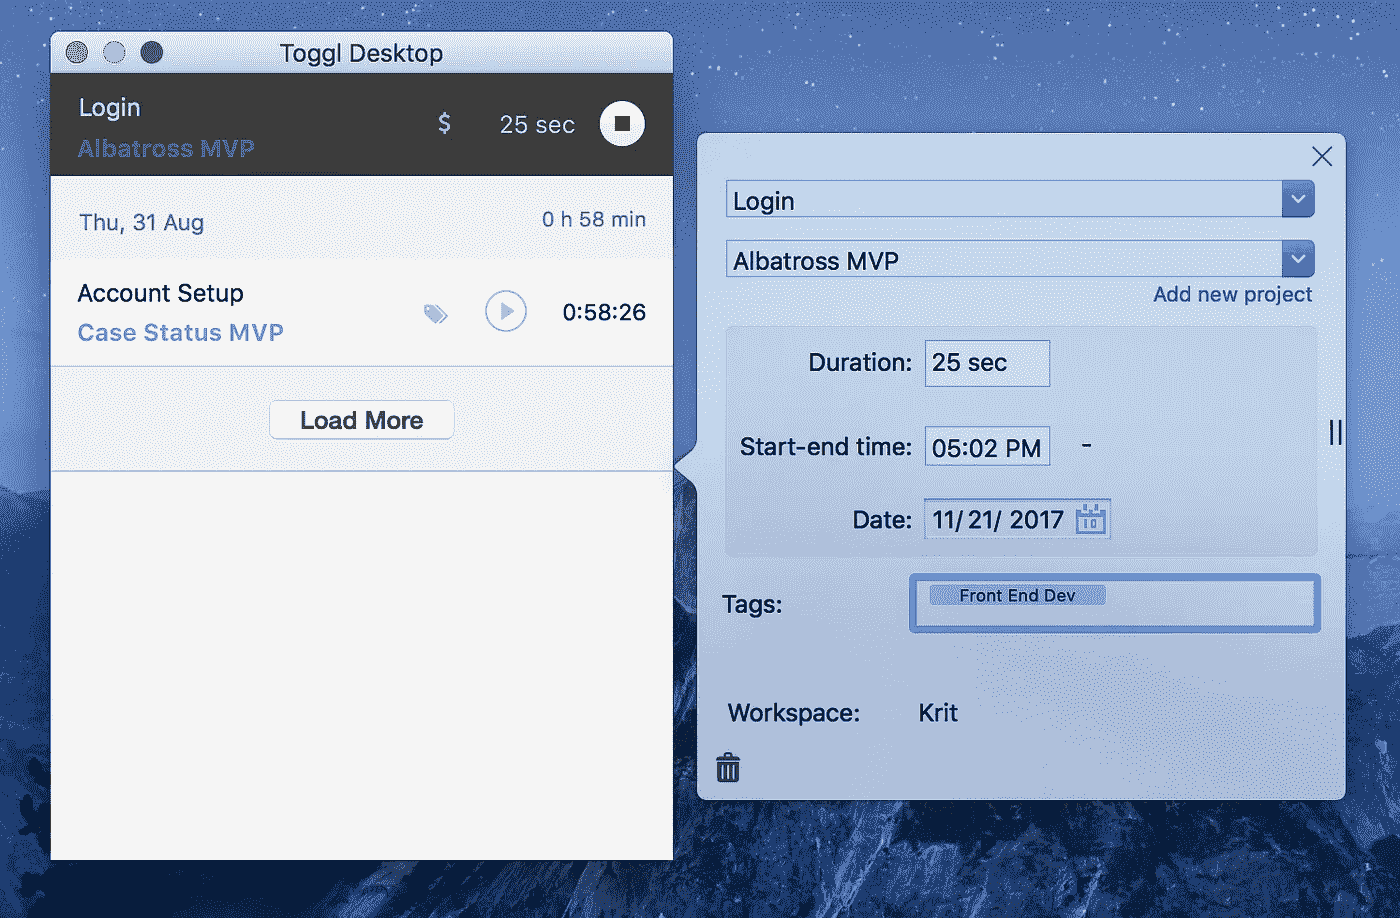 Toggl Desktop
Login
$ 25 sec
Albatross MVP
Thu, 31 Aug
0 h 58 min
Account Setup
Case Status MVP
0:58:26
Load More
Login
Albatross MVP
Add new project
Duration: 25 sec
Start-end time: 05:02 PM -
Date: 11/ 21/ 2017
10
Tags: Front End Dev
Workspace: Krit